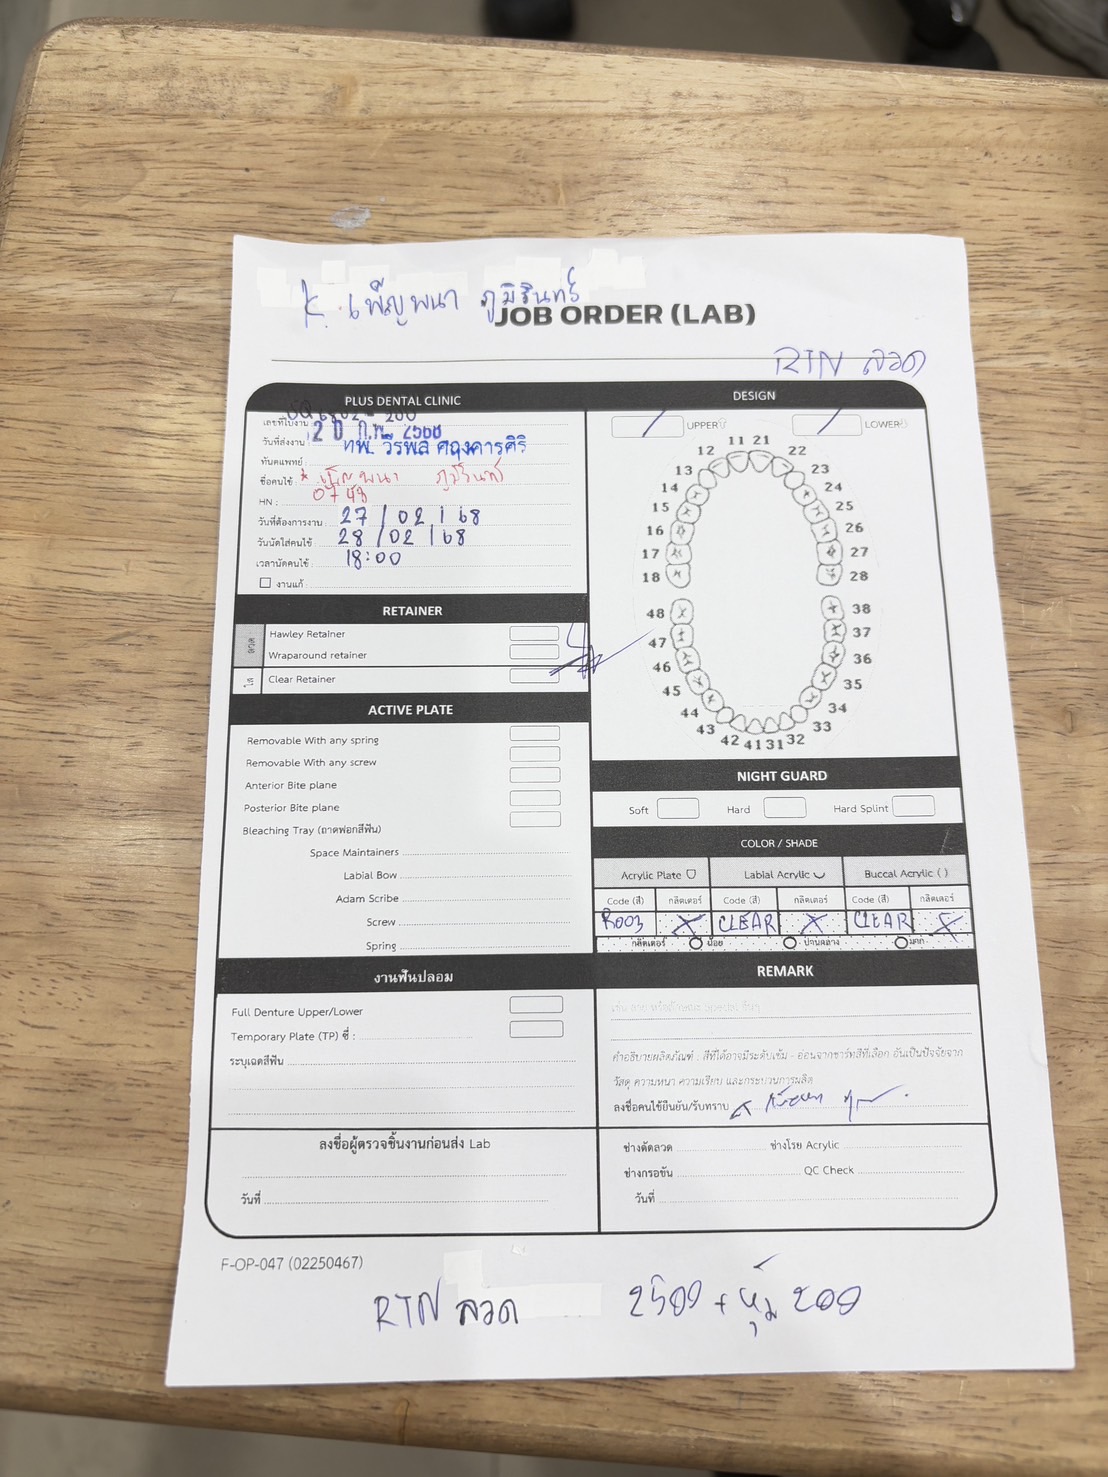 K. เพ็ญพนา ภูมิรินทร์
JOB ORDER (LAB)
RTN ลวด
PLUS DENTAL CLINIC
เลขที่ใบงาน :
วันที่ส่งงาน : 20 ก.พ. 2568
ทันตแพทย์ : ทพ. วีรพล ศฤงคารศิริ
ชื่อคนไข้ : * เพ็ญพนา ภูมิรินทร์
HN :
วันที่ต้องการงาน : 27 / 02 / 68
วันนัดใส่คนไข้ : 28 / 02 / 68
เวลานัดคนไข้ : 18:00
งานแก้ :
RETAINER
ลวด
Hawley Retainer
Wraparound retainer
ใส
Clear Retainer
ACTIVE PLATE
Removable With any spring
Removable With any screw
Anterior Bite plane
Posterior Bite plane
Bleaching Tray (ถาดฟอกสีฟัน)
Space Maintainers
Labial Bow
Adam Scribe
Screw
Spring
งานฟันปลอม
Full Denture Upper/Lower
Temporary Plate (TP) ซี่ :
ระบุเฉดสีฟัน
ลงชื่อผู้ตรวจชิ้นงานก่อนส่ง Lab
วันที่
DESIGN
/ UPPER / LOWER
11 21
12 22
13 23
14 24
15 25
16 26
17 27
18 28
48 38
47 37
46 36
45 35
44 34
43 33
42 41 31 32
NIGHT GUARD
Soft Hard Hard Splint
COLOR / SHADE
Acrylic Plate Labial Acrylic Buccal Acrylic ( )
Code (สี) กลิตเตอร์ Code (สี) กลิตเตอร์ Code (สี) กลิตเตอร์
R003 X CLEAR X CLEAR X
กลิตเตอร์ น้อย ปานกลาง มาก
REMARK
คำอธิบายผลิตภัณฑ์ : สีที่ได้อาจมีระดับเข้ม - อ่อนจากชาร์ทสีที่เลือก อันเป็นปัจจัยจาก
วัสดุ ความหนา ความเรียบ และกระบวนการผลิต
ลงชื่อคนไข้ยืนยัน/รับทราบ
ช่างดัดลวด ช่างโรย Acrylic
ช่างกรอขัน QC Check
วันที่
F-OP-047 (02250467)
RTN ลวด 2500 + หุ้ม 200